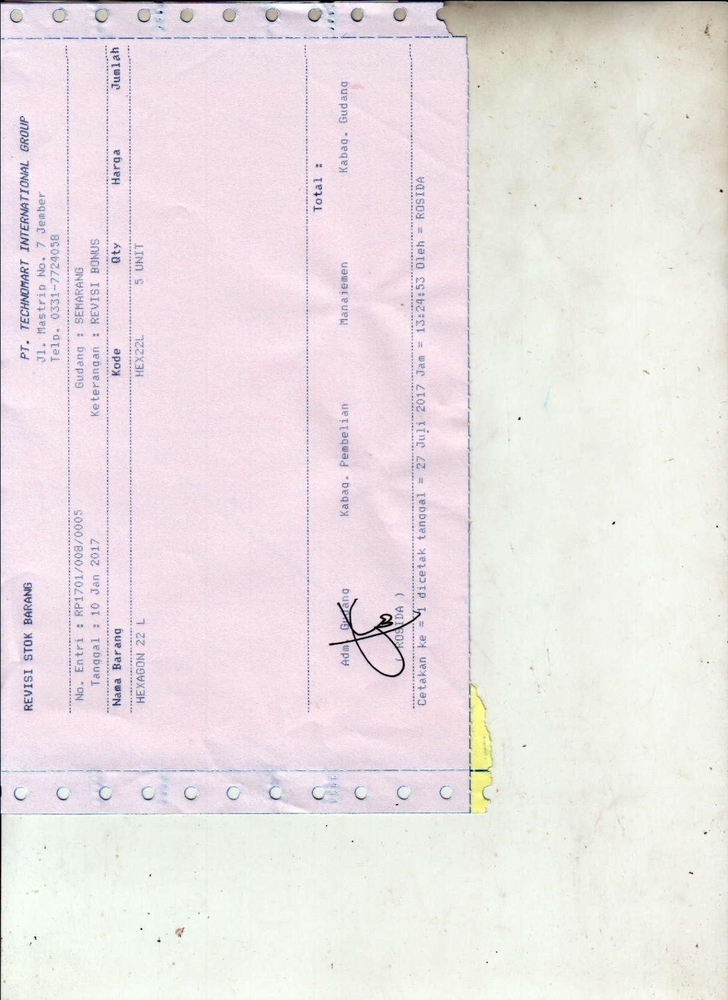 REVISI STOK BARANG PT. TECHNOMART INTERNATIONAL GROUP
Jl. Mastrip No. 7 Jember
Telp. 0331-7724058
No. Entri : RP1701/008/0005 Gudang : SEMARANG
Tanggal : 10 Jan 2017 Keterangan : REVISI BONUS
Nama Barang Kode Qty Harga Jumlah
HEXAGON 22 L HEX22L 5 UNIT
Total :
Adm Gudang Kabag. Pembelian Manajemen Kabag. Gudang
( ROSIDA )
Cetakan ke = 1 dicetak tanggal = 27 Juli 2017 Jam = 13:24:53 Oleh = ROSIDA